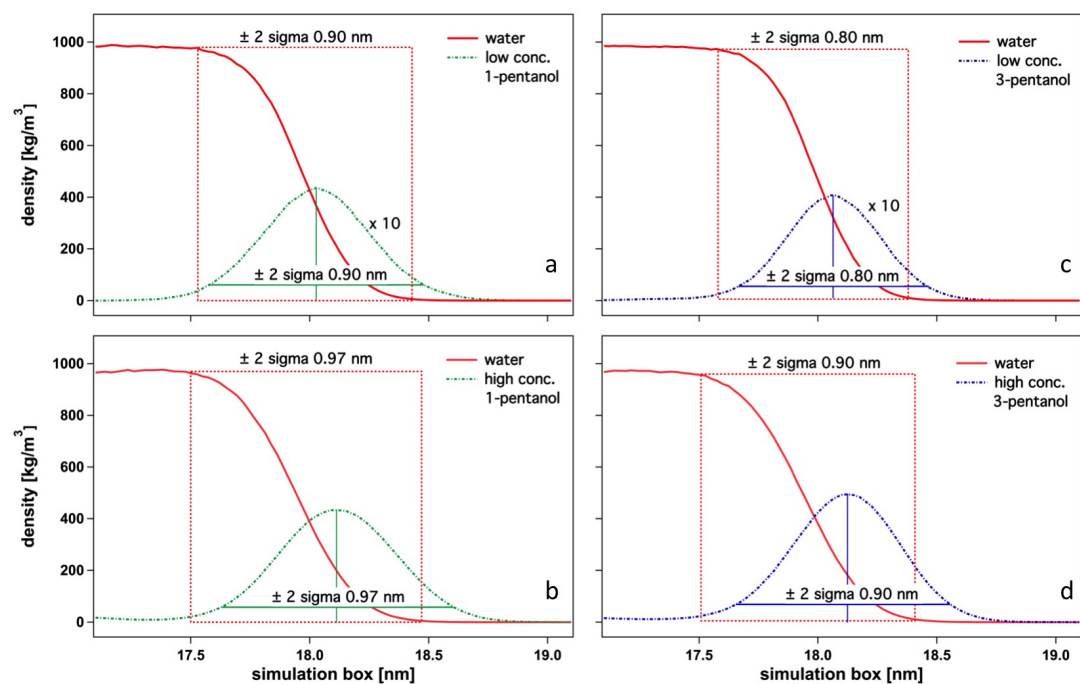 ± 2 sigma 0.90 nm
water
low conc.
1-pentanol
x 10
± 2 sigma 0.90 nm
a
density [kg/m³]
1000
800
600
400
200
0
± 2 sigma 0.80 nm
water
low conc.
3-pentanol
x 10
± 2 sigma 0.80 nm
c
± 2 sigma 0.97 nm
water
high conc.
1-pentanol
± 2 sigma 0.97 nm
b
density [kg/m³]
1000
800
600
400
200
0
17.5 18.0 18.5 19.0
simulation box [nm]
± 2 sigma 0.90 nm
water
high conc.
3-pentanol
± 2 sigma 0.90 nm
d
17.5 18.0 18.5 19.0
simulation box [nm]